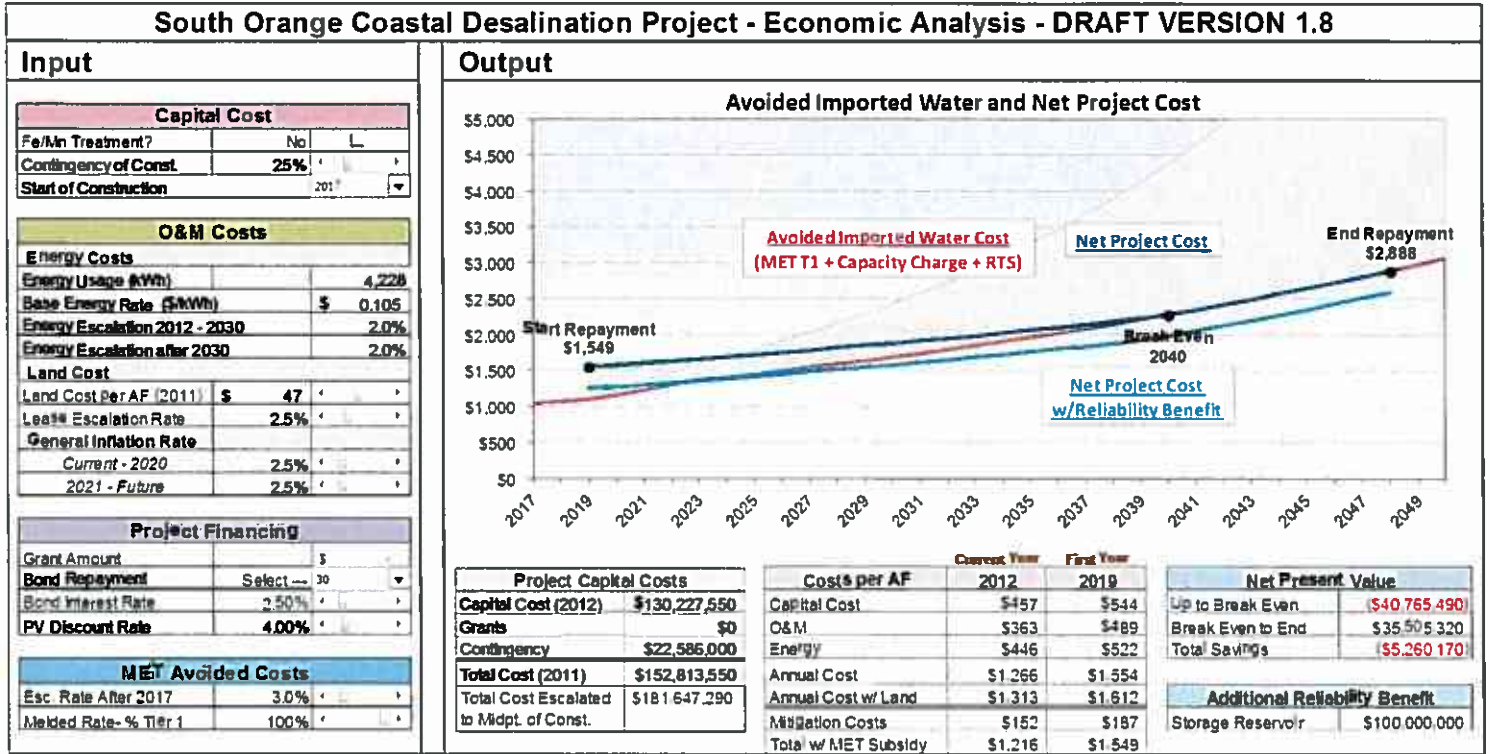 South Orange Coastal Desalination Project - Economic Analysis - DRAFT VERSION 1.8
Input
Capital Cost
Fe/Mn Treatment? No
Contingency of Const. 25%
Start of Construction
O&M Costs
Energy Costs
Energy Usage (kWh) 4,228
Base Energy Rate ($/kWh) $ 0.105
Energy Escalation 2012 - 2030 2.0%
Energy Escalation after 2030 2.0%
Land Cost
Land Cost per AF (2011) $ 47
Lease Escalation Rate 2.5%
General Inflation Rate
Current - 2020 2.5%
2021 - Future 2.5%
Project Financing
Grant Amount $
Bond Repayment Select --- 30
Bond Interest Rate 2.50%
PV Discount Rate 4.00%
MET Avoided Costs
Esc. Rate After 2017 3.0%
Melded Rate- % Tier 1 100%
Output
Avoided Imported Water and Net Project Cost
$5,000
$4,500
$4,000
$3,500
$3,000
$2,500
$2,000
$1,500
$1,000
$500
$0
Avoided Imported Water Cost
(MET T1 + Capacity Charge + RTS)
Net Project Cost
End Repayment
$2,888
Start Repayment
$1,549
Break Even
2040
Net Project Cost
w/Reliability Benefit
2017 2019 2021 2023 2025 2027 2029 2031 2033 2035 2037 2039 2041 2043 2045 2047 2049
Project Capital Costs
Capital Cost (2012) $130,227,550
Grants $0
Contingency $22,586,000
Total Cost (2011) $152,813,550
Total Cost Escalated $181,647,290
to Midpt. of Const.
Current Year First Year
Costs per AF 2012 2019
Capital Cost $457 $544
O&M $363 $489
Energy $446 $522
Annual Cost $1,266 $1,554
Annual Cost w/ Land $1,313 $1,612
Mitigation Costs $152 $187
Total w/ MET Subsidy $1,216 $1,549
Net Present Value
Up to Break Even ($40,765,490)
Break Even to End $35,505,320
Total Savings ($5,260,170)
Additional Reliability Benefit
Storage Reservoir $100,000,000